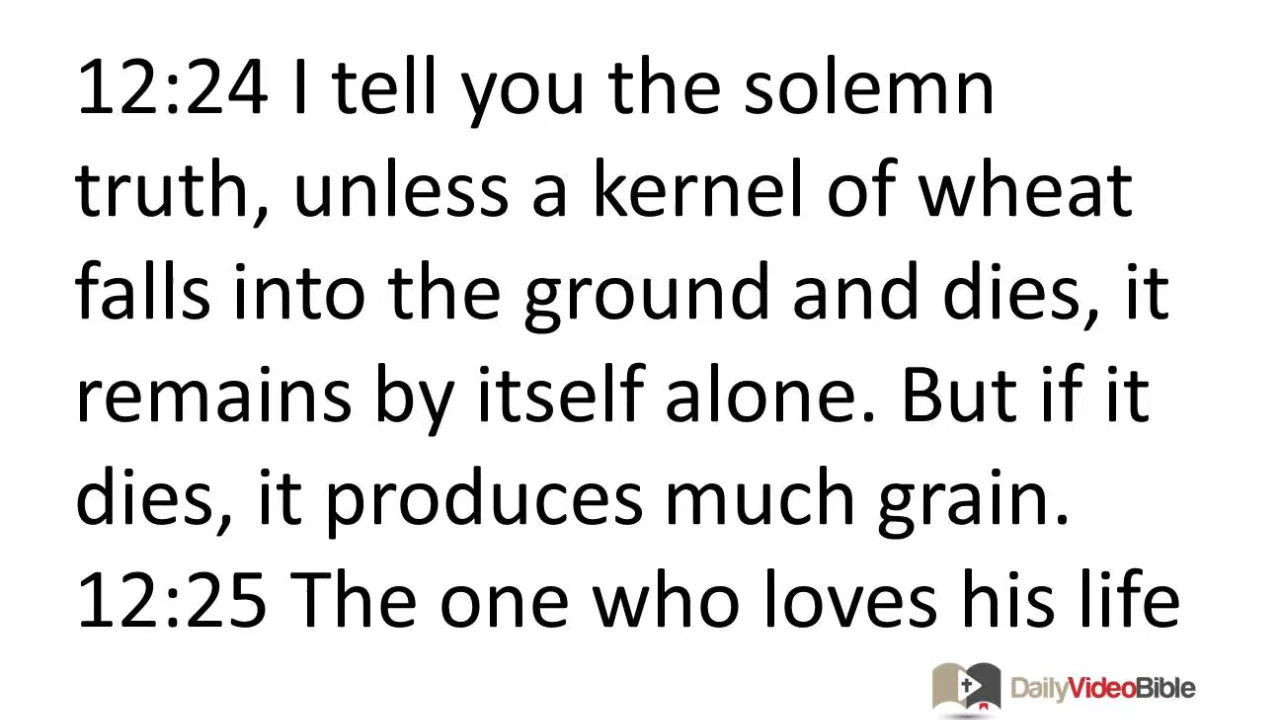 12:24 I tell you the solemn
truth, unless a kernel of wheat
falls into the ground and dies, it
remains by itself alone. But if it
dies, it produces much grain.
12:25 The one who loves his life
DailyVideoBible